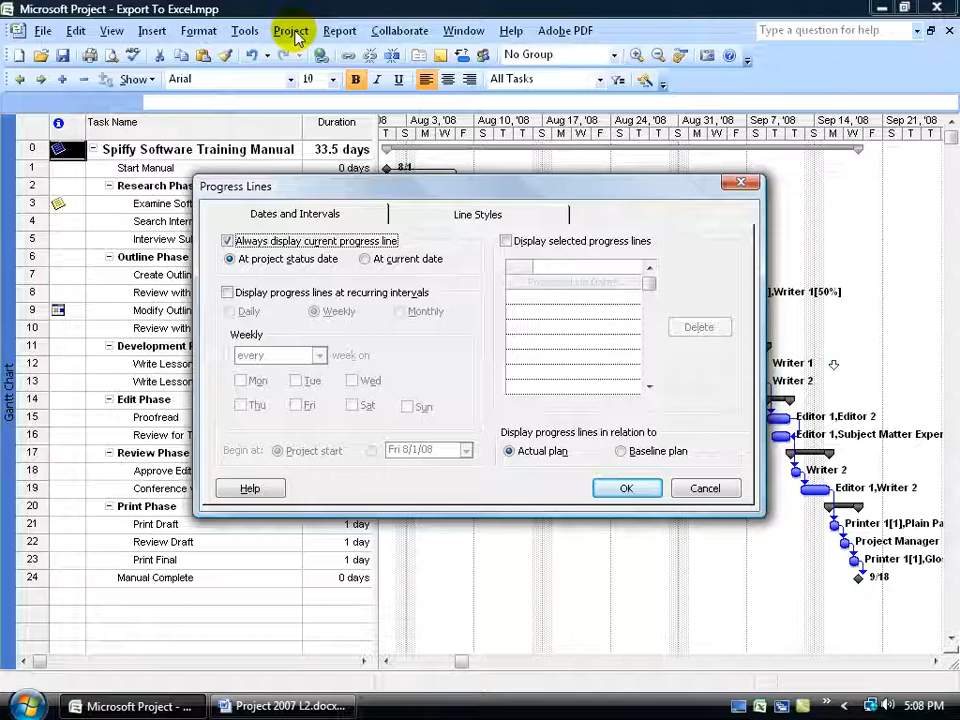 Microsoft Project - Export To Excel.mpp
File Edit View Insert Format Tools Project Report Collaborate Window Help Adobe PDF Type a question for help
No Group
Show Arial 10 B I U All Tasks
Task Name Duration
'08 Aug 3, '08 Aug 10, '08 Aug 17, '08 Aug 24, '08 Aug 31, '08 Sep 7, '08 Sep 14, '08 Sep 21, '08
T S M W F S T T S M W F S T T S M W F S T T
0 Spiffy Software Training Manual 33.5 days
1 Start Manual 8/1
2 Research Phas
3 Examine Sof
4 Search Inter
5 Interview Su
6 Outline Phase
7 Create Outlin
8 Review with ],Writer 1[50%]
9 Modify Outlin
10 Review with
11 Development I
12 Write Lesson Writer 1
13 Write Lesson Writer 2
14 Edit Phase
15 Proofread Editor 1,Editor 2
16 Review for T Editor 1,Subject Matter Exper
17 Review Phase
18 Approve Edit Writer 2
19 Conference Editor 1,Writer 2
20 Print Phase
21 Print Draft 1 day Printer 1[1],Plain Pa
22 Review Draft 1 day Project Manager
23 Print Final 1 day Printer 1[1],Glo
24 Manual Complete 0 days 9/18
Gantt Chart
Progress Lines
Dates and Intervals Line Styles
Always display current progress line
At project status date At current date
Display progress lines at recurring intervals
Daily Weekly Monthly
Weekly
every week on
Mon Tue Wed
Thu Fri Sat Sun
Begin at: Project start Fri 8/1/08
Display selected progress lines
Delete
Display progress lines in relation to
Actual plan Baseline plan
Help OK Cancel
Microsoft Project - ... Project 2007 L2.docx... 5:08 PM